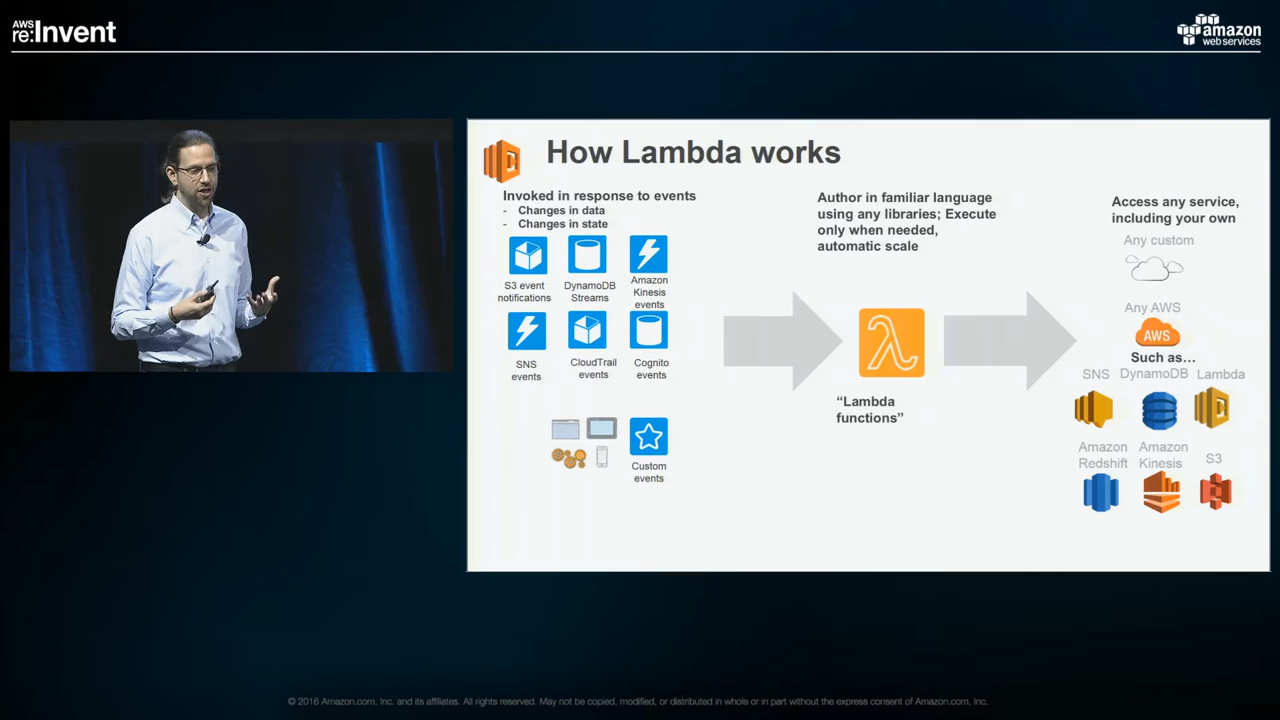 AWS
re:Invent
amazon
web services
How Lambda works
Invoked in response to events
- Changes in data
- Changes in state
S3 event
notifications
DynamoDB
Streams
Amazon
Kinesis
events
SNS
events
CloudTrail
events
Cognito
events
Custom
events
Author in familiar language
using any libraries; Execute
only when needed,
automatic scale
λ
“Lambda
functions”
Access any service,
including your own
Any custom
Any AWS
AWS
Such as…
SNS
DynamoDB
Lambda
Amazon
Redshift
Amazon
Kinesis
S3
© 2016 Amazon.com, Inc. and its affiliates. All rights reserved. May not be copied, modified, or distributed in whole or in part without the express consent of Amazon.com, Inc.